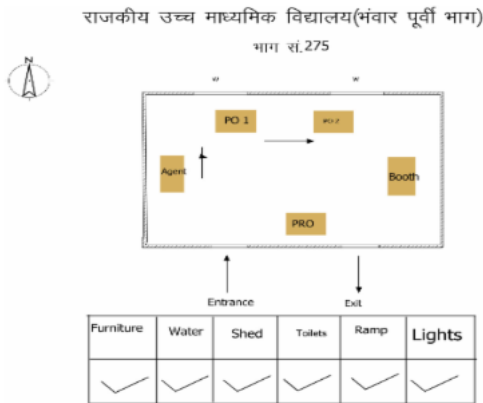 राजकीय उच्च माध्यमिक विद्यालय(भंवार पूर्वी भाग)
भाग सं.275
N
W W
PO 1 PO 2
Agent
Booth
PRO
Entrance Exit
Furniture Water Shed Toilets Ramp Lights